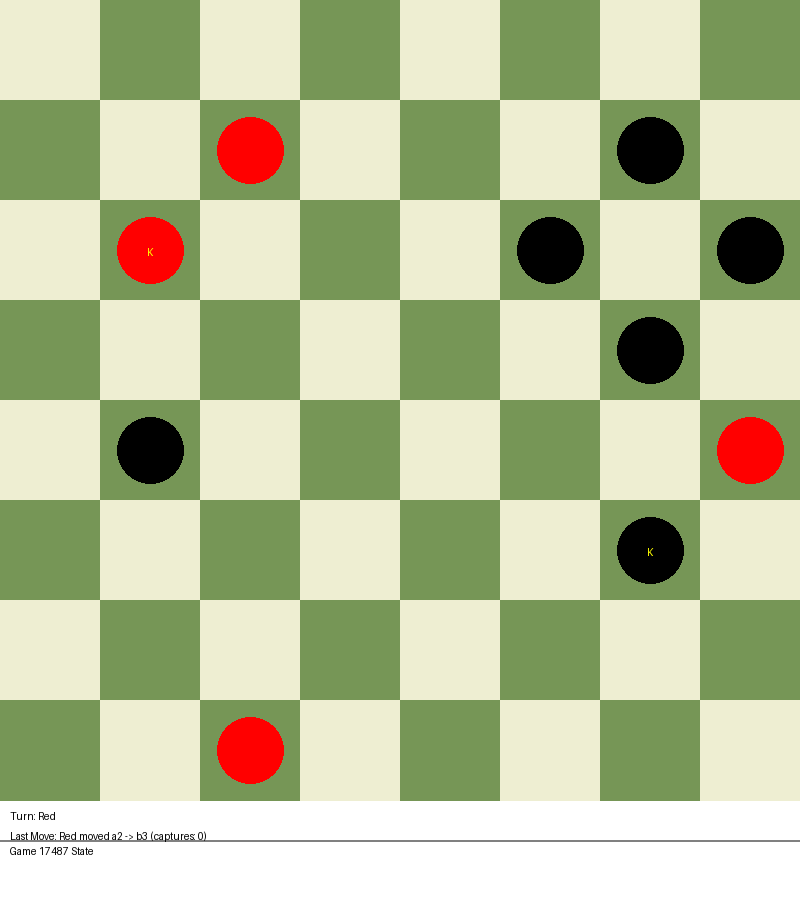 K
K
Turn: Red
Last Move: Red moved a2 -> b3 (captures: 0)
Game 17487 State